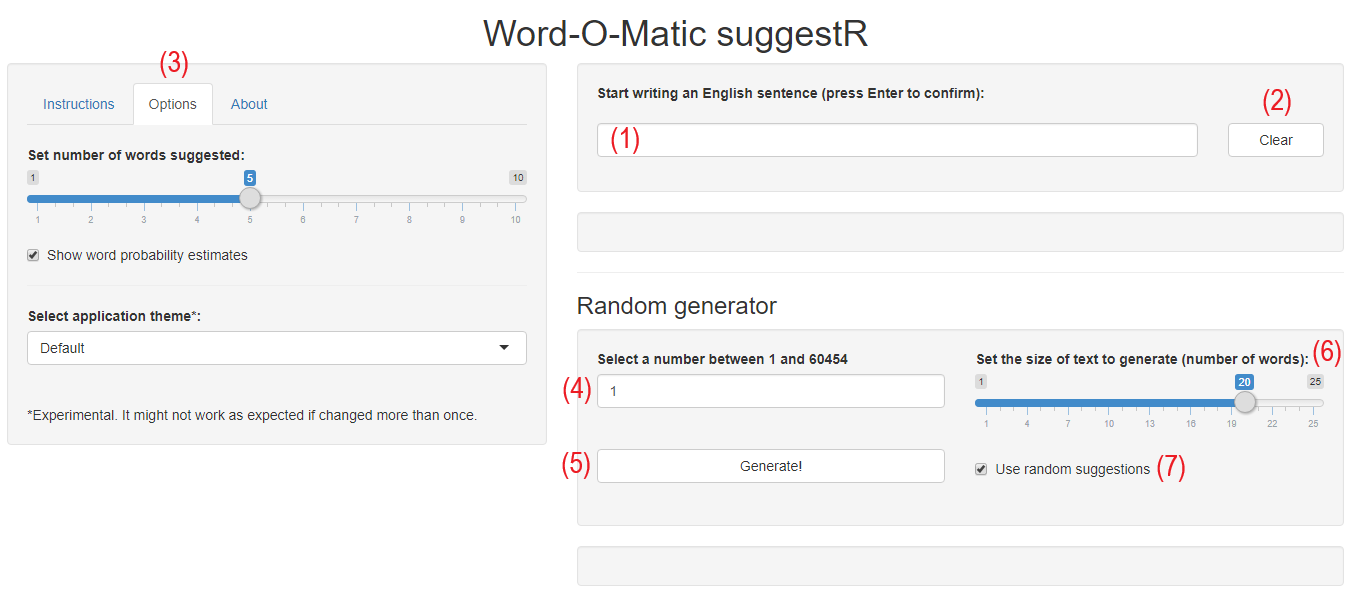 Word-O-Matic suggestR
(3)
Instructions Options About
Set number of words suggested:
1 5 10
1 2 3 4 5 6 7 8 9 10
Show word probability estimates
Select application theme*:
Default
*Experimental. It might not work as expected if changed more than once.
Start writing an English sentence (press Enter to confirm):
(1)
(2)
Clear
Random generator
Select a number between 1 and 60454
(4) 1
(5) Generate!
Set the size of text to generate (number of words): (6)
1 20 25
1 4 7 10 13 16 19 22 25
Use random suggestions (7)